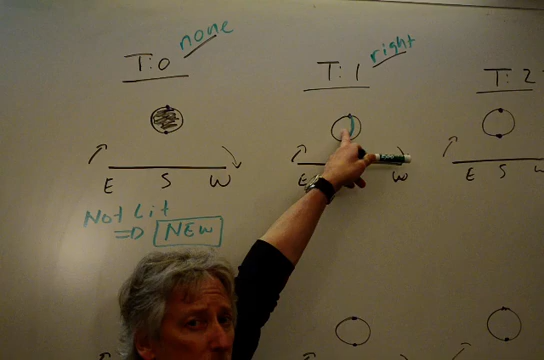 none
T:0
right
T:1
T:2
E S W
E W
E S W
Not Lit
=D NEW